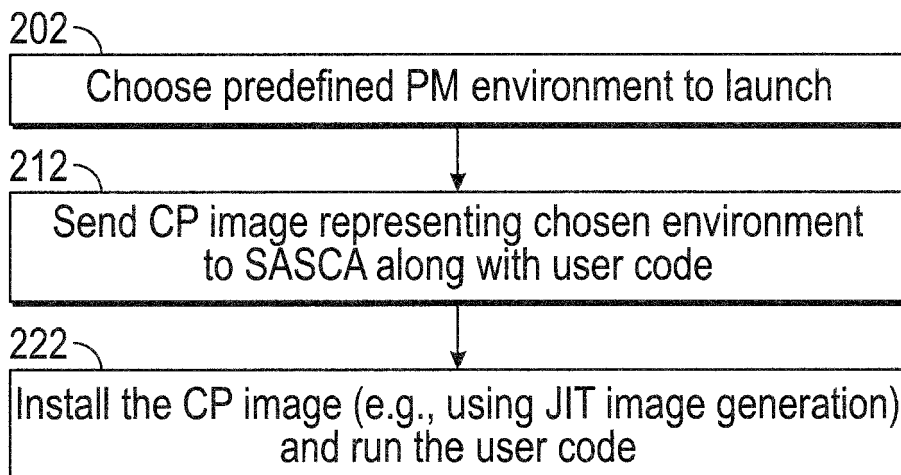 202
Choose predefined PM environment to launch
212
Send CP image representing chosen environment
to SASCA along with user code
222
Install the CP image (e.g., using JIT image generation)
and run the user code